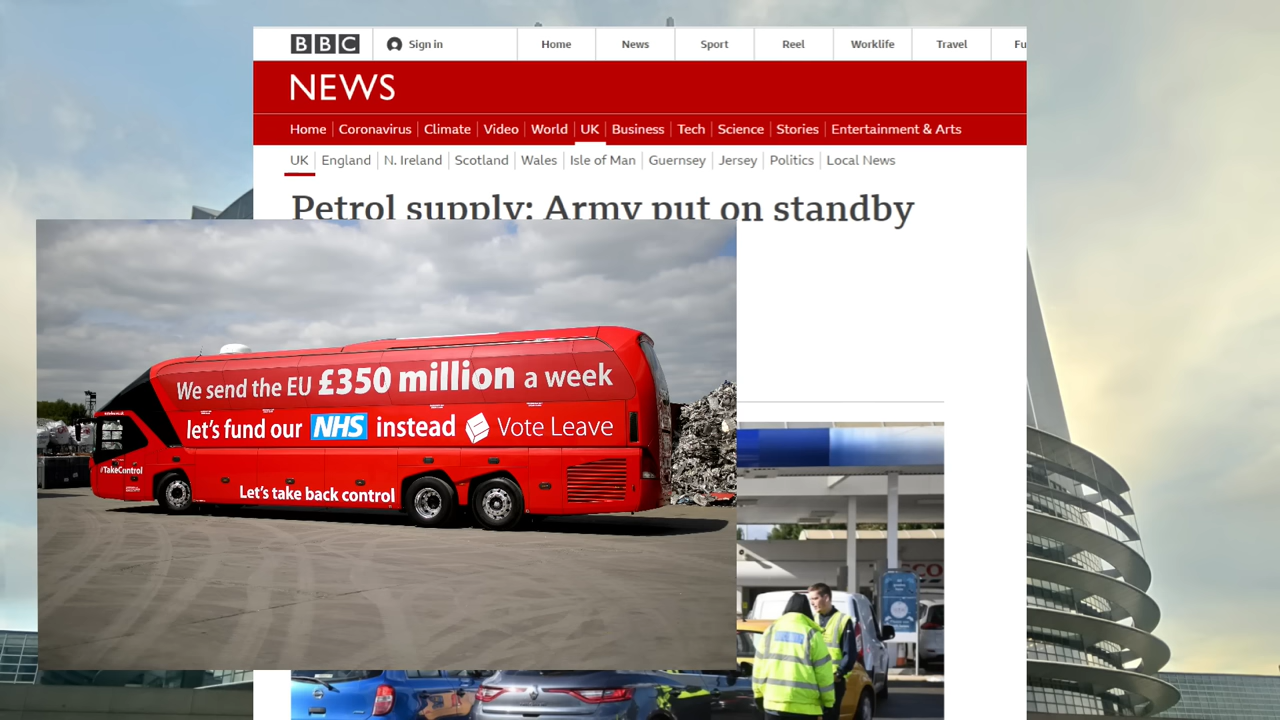 BBC Sign in Home News Sport Reel Worklife Travel Fu
NEWS
Home Coronavirus Climate Video World UK Business Tech Science Stories Entertainment & Arts
UK England N. Ireland Scotland Wales Isle of Man Guernsey Jersey Politics Local News
Petrol supply: Army put on standby
We send the EU £350 million a week
let's fund our NHS instead Vote Leave
#TakeControl
Let's take back control